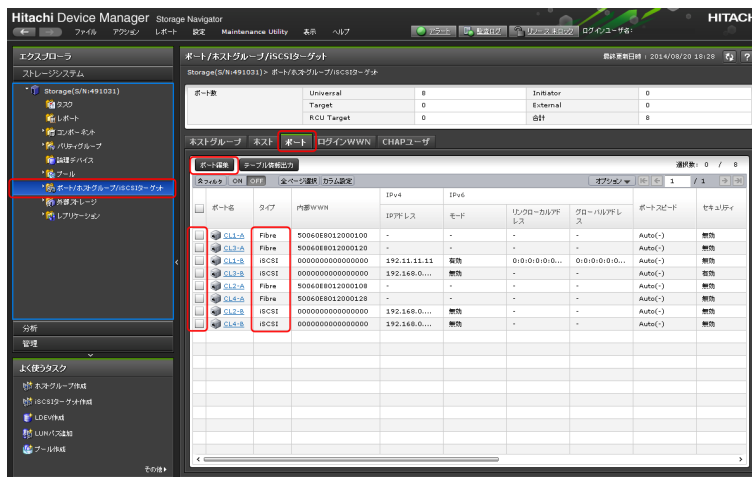 Hitachi Device Manager Storage Navigator
ファイル アクション レポート 設定 Maintenance Utility 表示 ヘルプ
アラート 監査ログ リソースロック ログインユーザ名:
HITACHI
エクスプローラ
ストレージシステム
Storage(S/N:491031)
タスク
レポート
コンポーネント
パリティグループ
論理デバイス
プール
ポート/ホストグループ/iSCSIターゲット
外部ストレージ
レプリケーション
分析
管理
よく使うタスク
ホストグループ作成
iSCSIターゲット作成
LDEV作成
LUNパス追加
プール作成
その他
ポート/ホストグループ/iSCSIターゲット
最終更新日時 : 2014/08/20 18:28
Storage(S/N:491031) > ポート/ホストグループ/iSCSIターゲット
ポート数 Universal 8 Initiator 0
Target 0 External 0
RCU Target 0 合計 8
ホストグループ ホスト ポート ログインWWN CHAPユーザ
ポート編集 テーブル情報出力 選択数: 0 / 8
フィルタ ON OFF 全ページ選択 カラム設定 オプション 1 / 1
IPv4 IPv6
ポート名 タイプ 内部WWN IPアドレス モード リンクローカルアドレス グローバルアドレス ポートスピード セキュリティ
CL1-A Fibre 50060E8012000100 - - - - Auto(-) 無効
CL3-A Fibre 50060E8012000120 - - - - Auto(-) 無効
CL1-B iSCSI 0000000000000000 192.11.11.11 有効 0:0:0:0:0... 0:0:0:0:0... Auto(-) 無効
CL3-B iSCSI 0000000000000000 192.168.0.... 無効 - - Auto(-) 有効
CL2-A Fibre 50060E8012000108 - - - - Auto(-) 無効
CL4-A Fibre 50060E8012000128 - - - - Auto(-) 無効
CL2-B iSCSI 0000000000000000 192.168.0.... 無効 - - Auto(-) 無効
CL4-B iSCSI 0000000000000000 192.168.0.... 無効 - - Auto(-) 無効